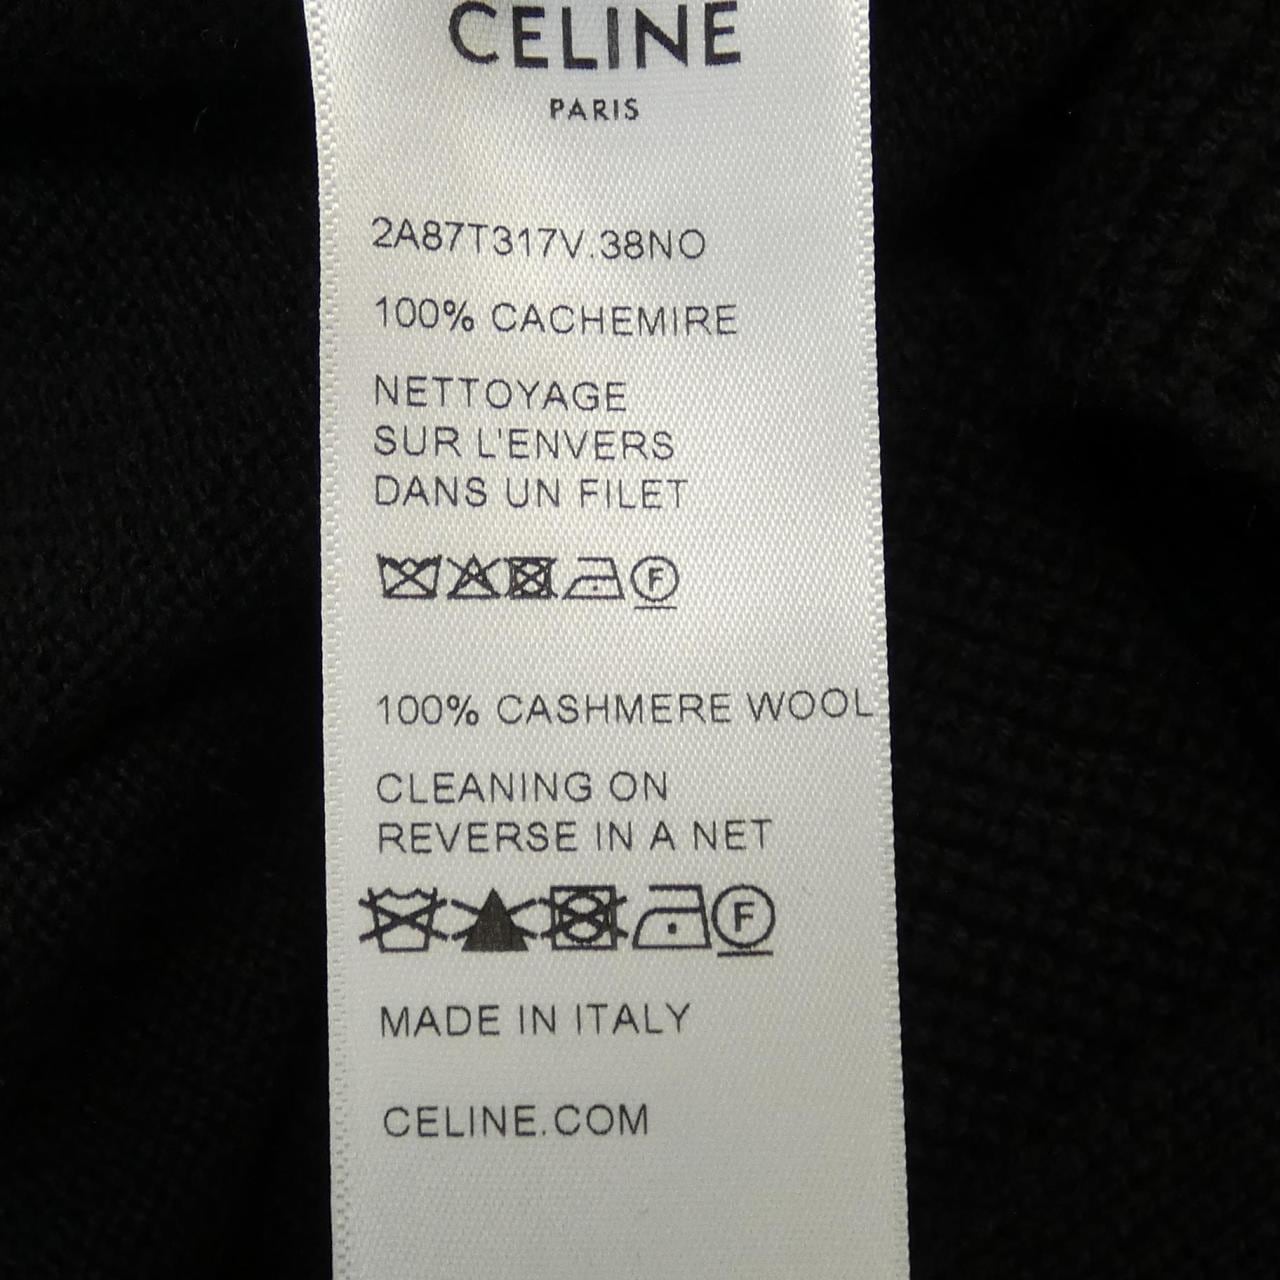 CELINE
PARIS
2A87T317V.38NO
100% CACHEMIRE
NETTOYAGE
SUR L'ENVERS
DANS UN FILET
F
100% CASHMERE WOOL
CLEANING ON
REVERSE IN A NET
F
MADE IN ITALY
CELINE.COM